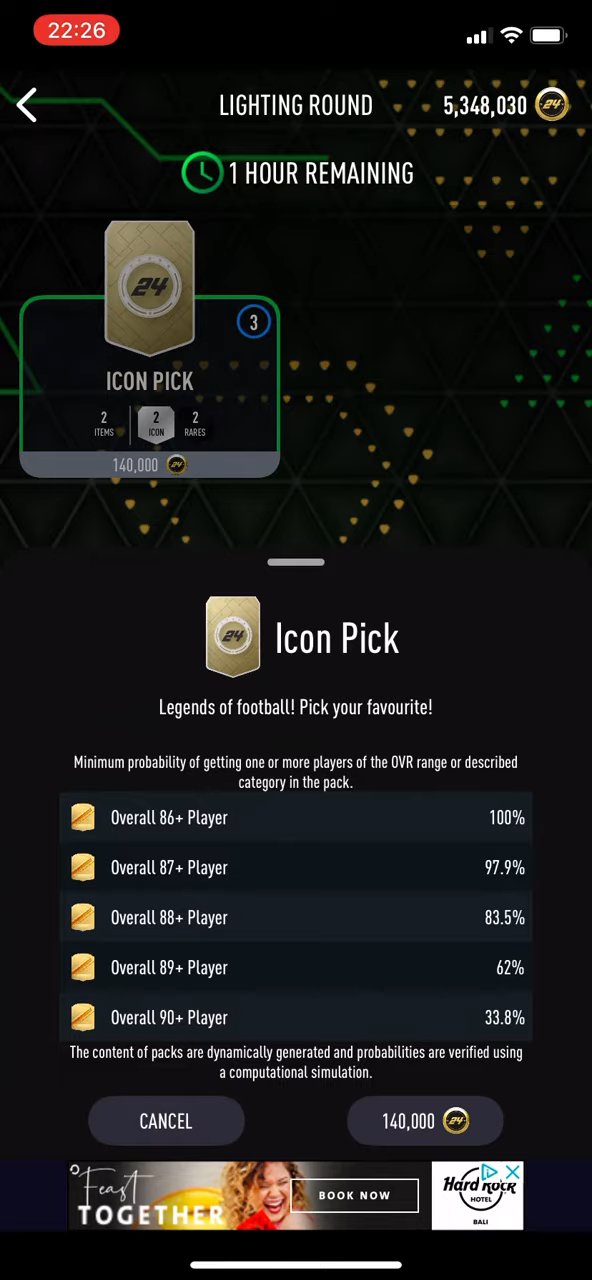 22:26
LIGHTING ROUND
5,348,030
24
1 HOUR REMAINING
24
3
ICON PICK
2 2 2
ITEMS ICON RARES
140,000 24
24
Icon Pick
Legends of football! Pick your favourite!
Minimum probability of getting one or more players of the OVR range or described
category in the pack.
Overall 86+ Player 100%
Overall 87+ Player 97.9%
Overall 88+ Player 83.5%
Overall 89+ Player 62%
Overall 90+ Player 33.8%
The content of packs are dynamically generated and probabilities are verified using
a computational simulation.
CANCEL
140,000 24
Feast
TOGETHER
BOOK NOW
Hard Rock
HOTEL
BALI